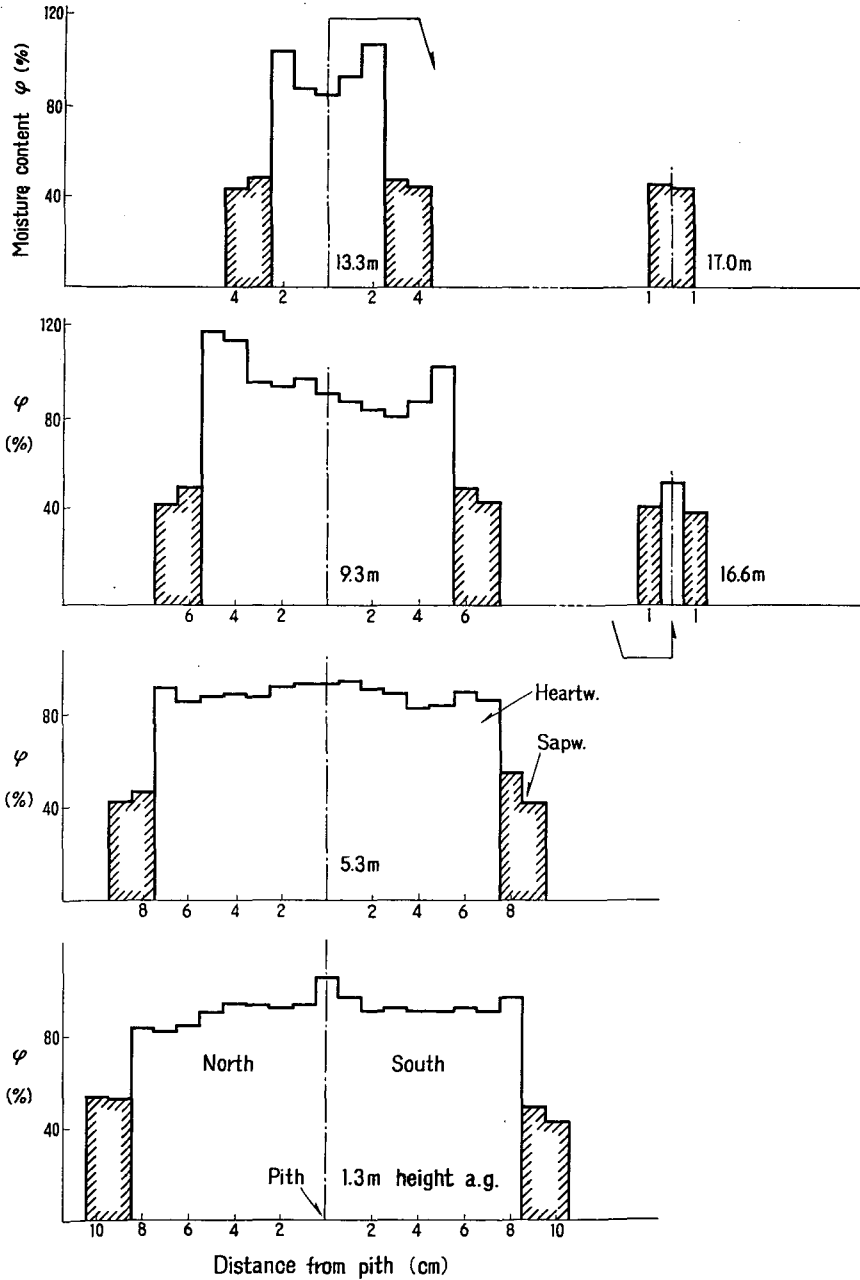 120
80
40
Moisture content φ (%)
13.3m
17.0m
4 2 2 4
1 1
120
80
40
φ
(%)
9.3m
16.6m
6 4 2 2 4 6
1 1
80
40
φ
(%)
Heartw.
Sapw.
5.3m
8 6 4 2 2 4 6 8
80
40
φ
(%)
North South
Pith
1.3m height a.g.
10 8 6 4 2 2 4 6 8 10
Distance from pith (cm)